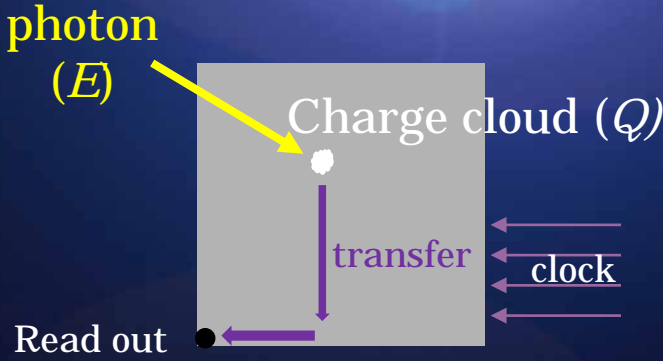 photon
(E)
Charge cloud (Q)
transfer
clock
Read out